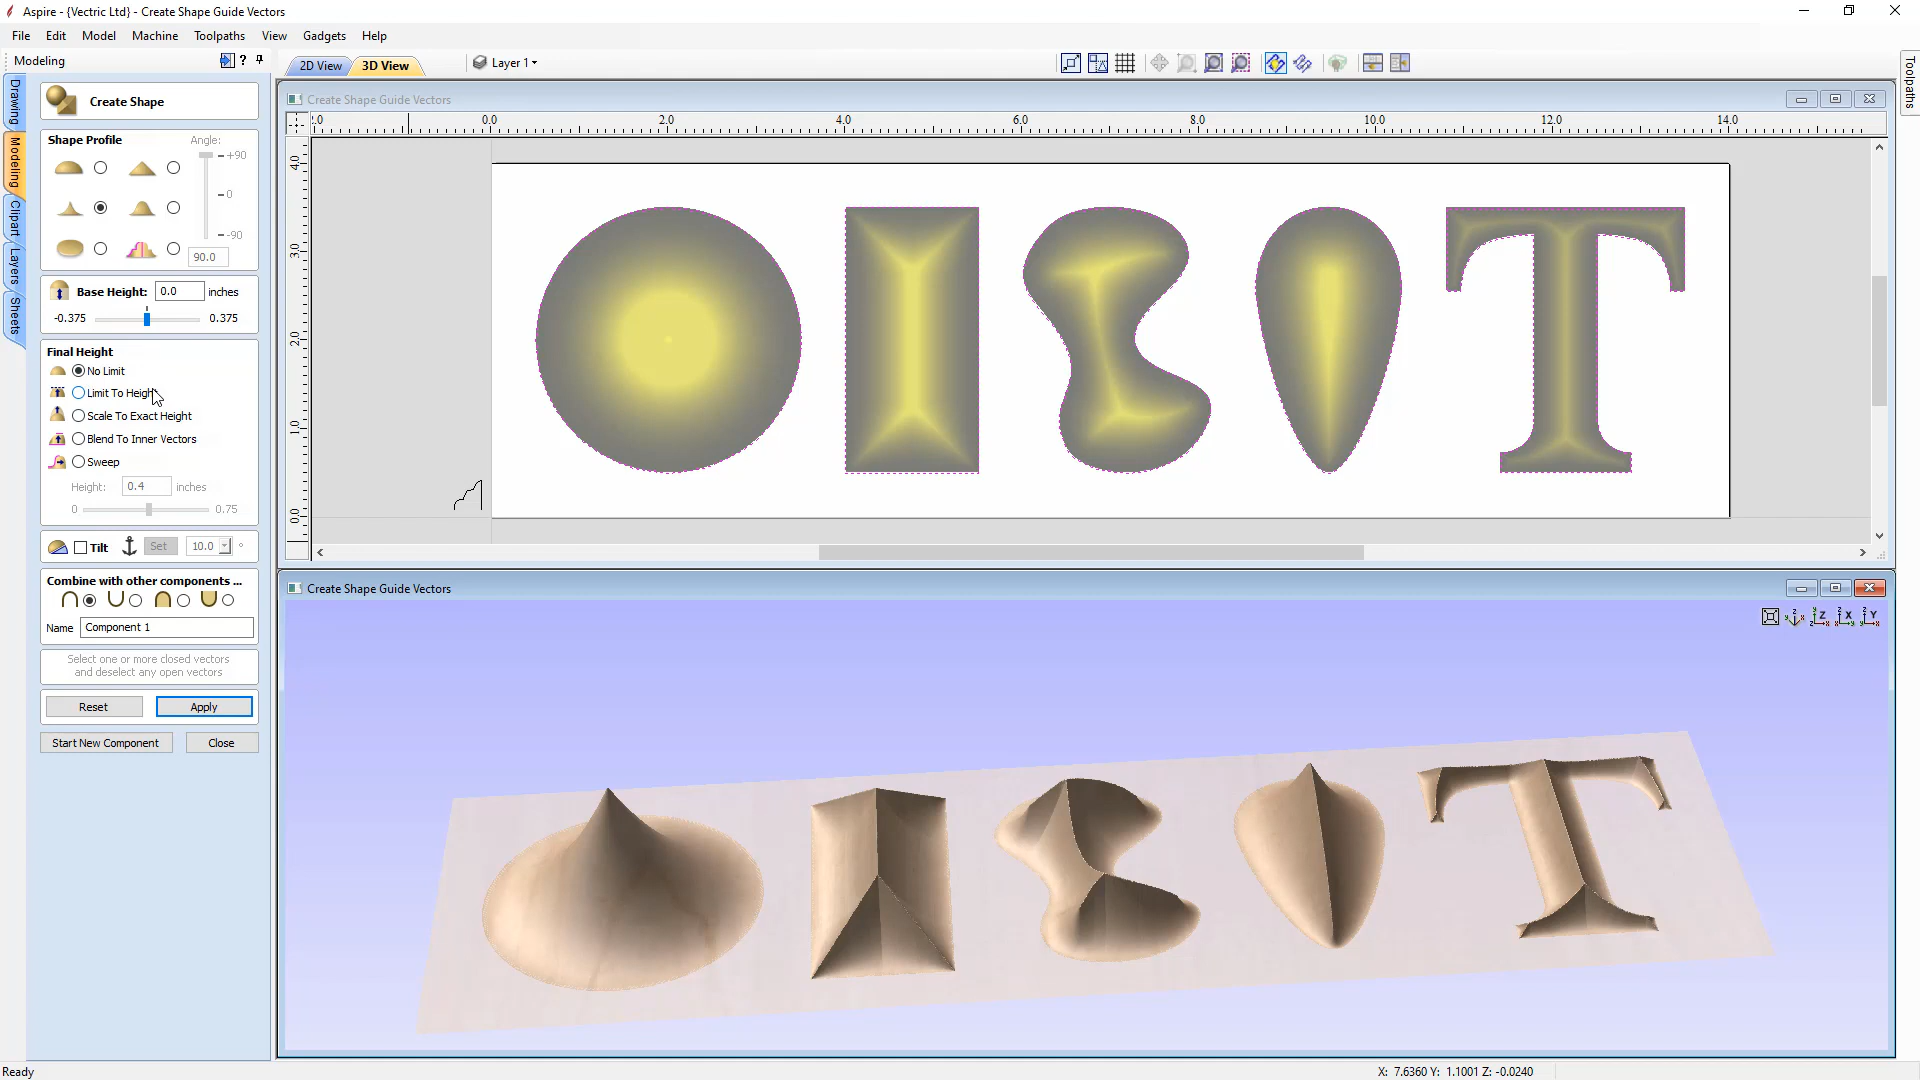 Aspire - {Vectric Ltd} - Create Shape Guide Vectors
File Edit Model Machine Toolpaths View Gadgets Help
Modeling
2D View 3D View Layer 1
Drawing
Modeling
Clipart
Layers
Sheets
Toolpaths
Create Shape
Shape Profile Angle:
+90
0
-90
90.0
Base Height: 0.0 inches
-0.375 0.375
Final Height
No Limit
Limit To Height
Scale To Exact Height
Blend To Inner Vectors
Sweep
Height: 0.4 inches
0 0.75
Tilt Set 10.0 °
Combine with other components ...
Name Component 1
Select one or more closed vectors
and deselect any open vectors
Reset Apply
Start New Component Close
Create Shape Guide Vectors
0.0 2.0 4.0 6.0 8.0 10.0 12.0 14.0
4.0
3.0
2.0
1.0
0.0
Create Shape Guide Vectors
Ready
X: 7.6360 Y: 1.1001 Z: -0.0240